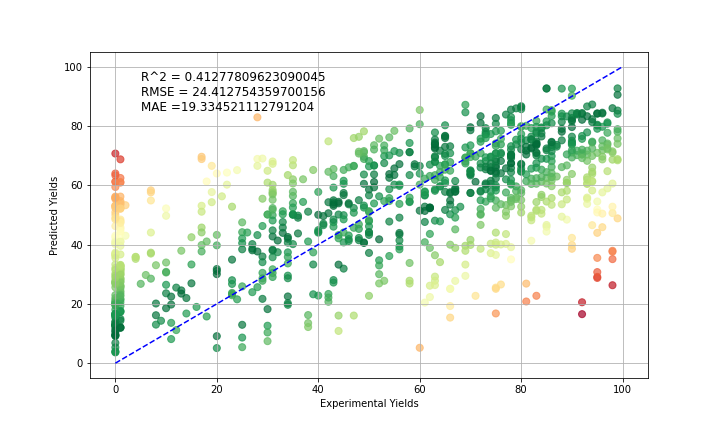 R^2 = 0.41277809623090045
RMSE = 24.412754359700156
MAE =19.334521112791204
100
80
60
40
20
0
Predicted Yields
0 20 40 60 80 100
Experimental Yields